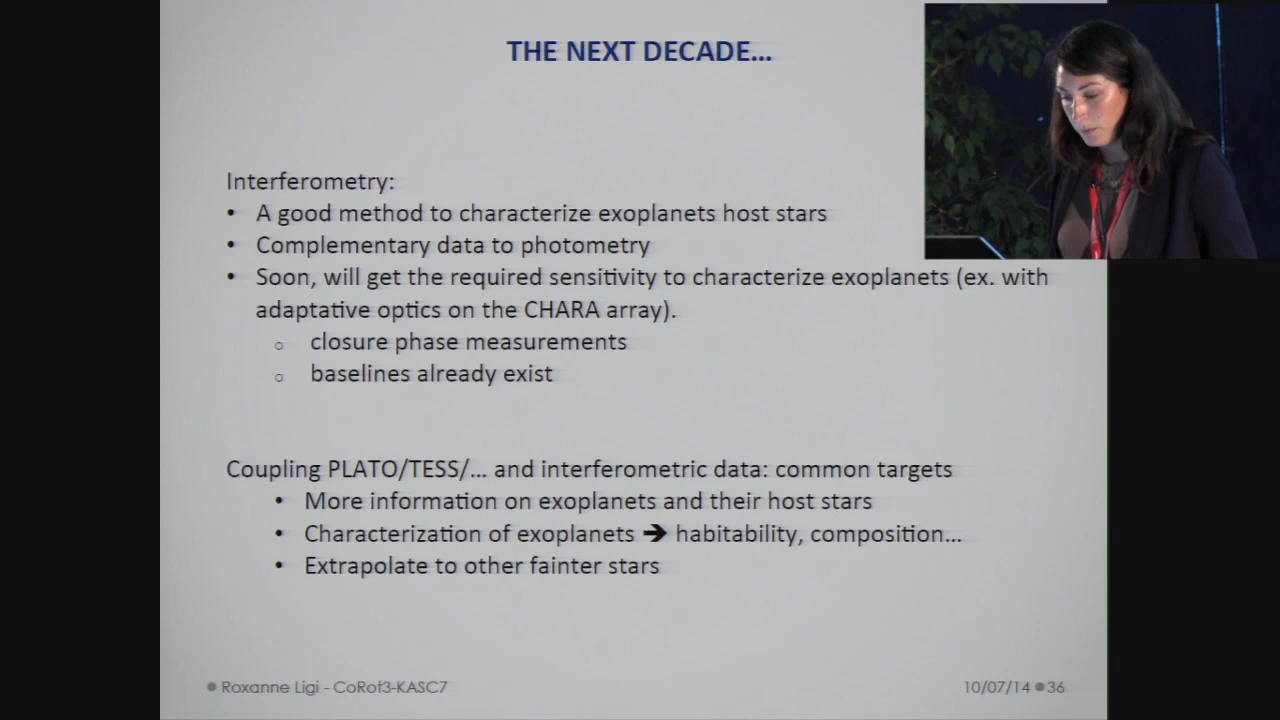 THE NEXT DECADE...
Interferometry:
• A good method to characterize exoplanets host stars
• Complementary data to photometry
• Soon, will get the required sensitivity to characterize exoplanets (ex. with
adaptative optics on the CHARA array).
o closure phase measurements
o baselines already exist
Coupling PLATO/TESS/... and interferometric data: common targets
• More information on exoplanets and their host stars
• Characterization of exoplanets ➔ habitability, composition...
• Extrapolate to other fainter stars
• Roxanne Ligi - CoRot3-KASC7
10/07/14 • 36